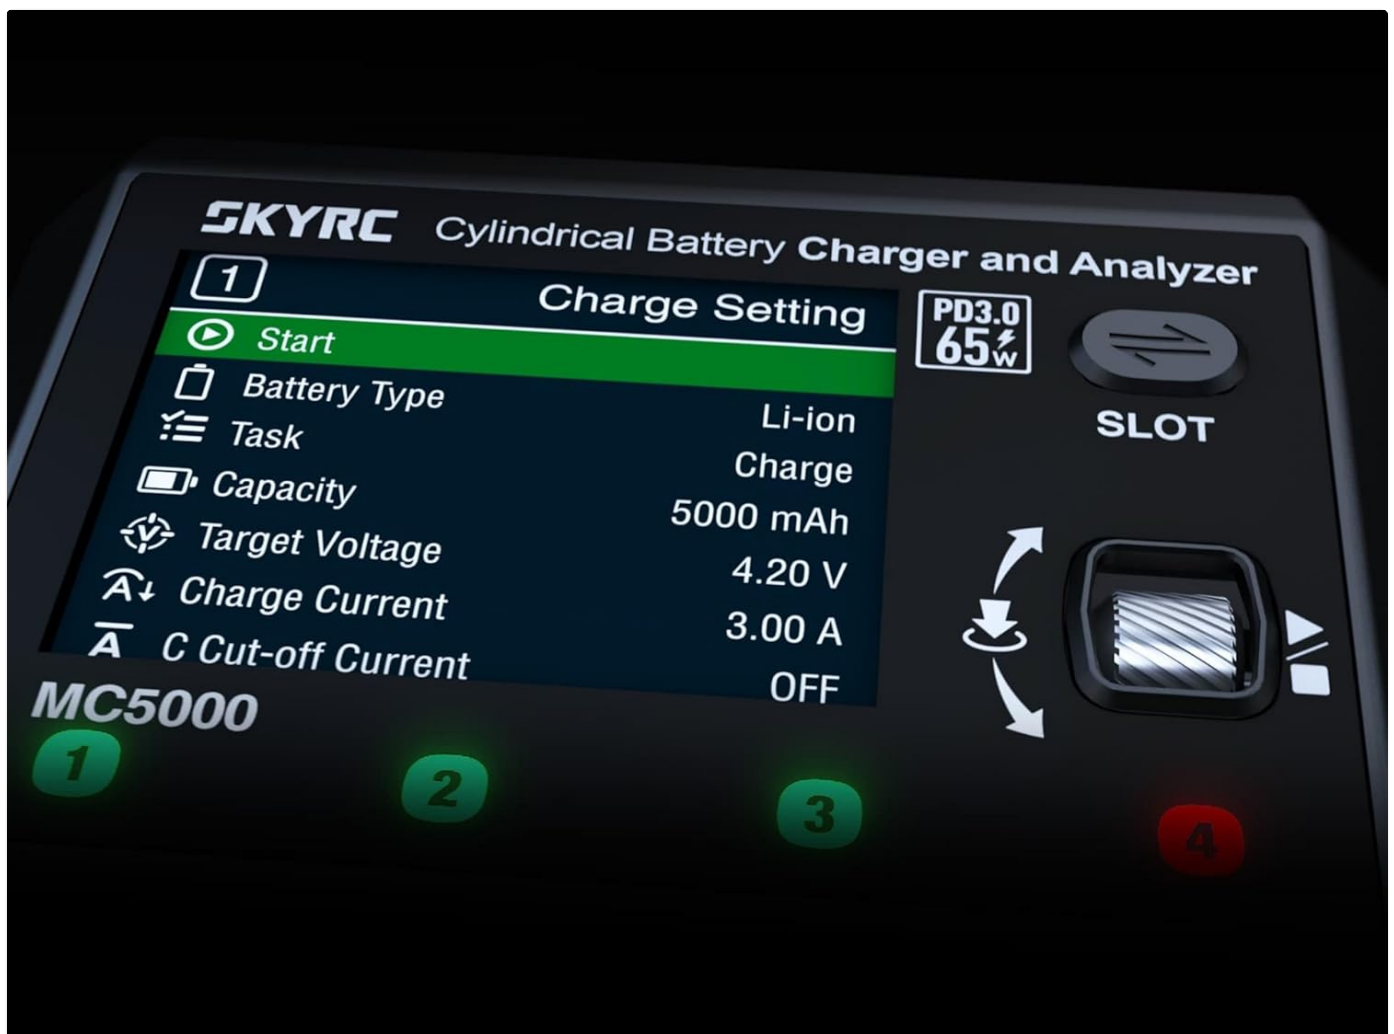 SKYRC Cylindrical Battery Charger and Analyzer
1 Charge Setting
Start
Battery Type Li-ion
Task Charge
Capacity 5000 mAh
Target Voltage 4.20 V
Charge Current 3.00 A
C Cut-off Current OFF
PD3.0
65W
SLOT
MC5000
1 2 3 4